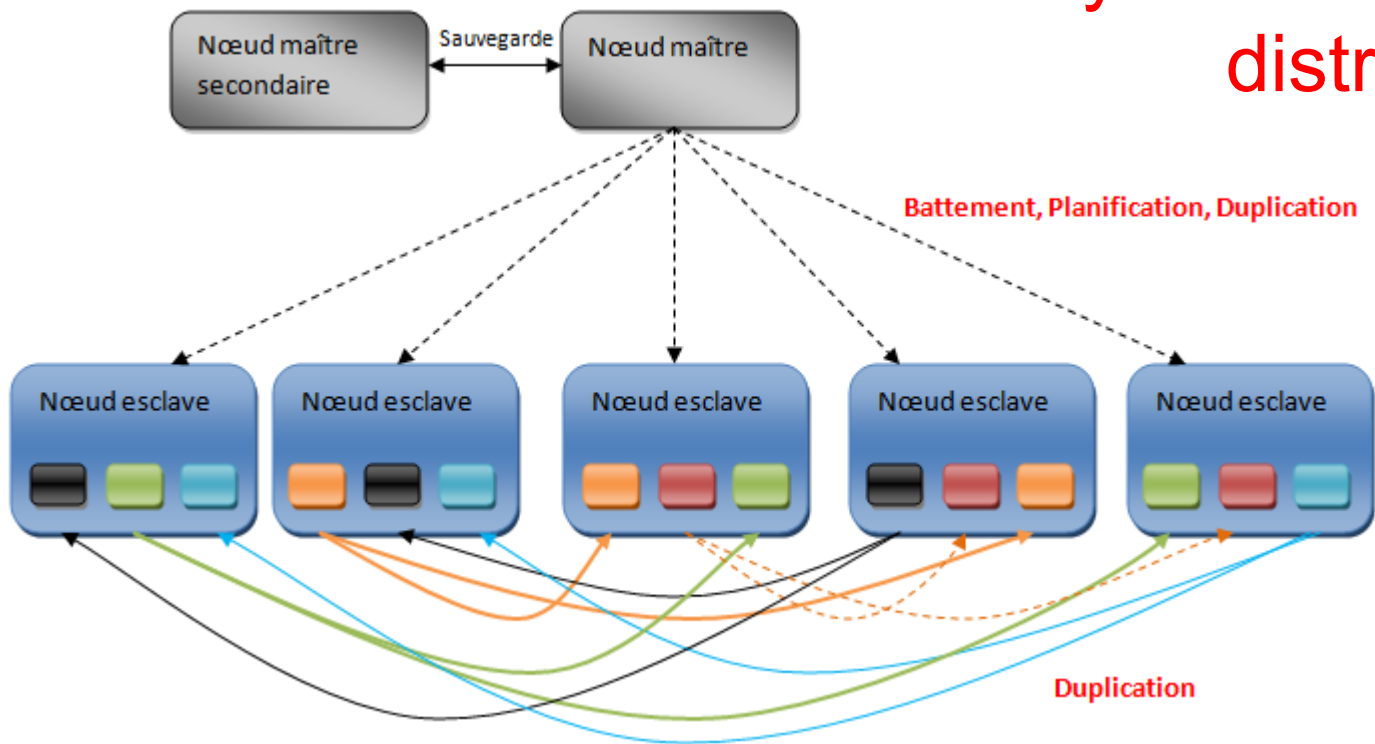 Nœud maître
secondaire
Sauvegarde
Nœud maître
distr
Battement, Planification, Duplication
Nœud esclave
Nœud esclave
Nœud esclave
Nœud esclave
Nœud esclave
Duplication